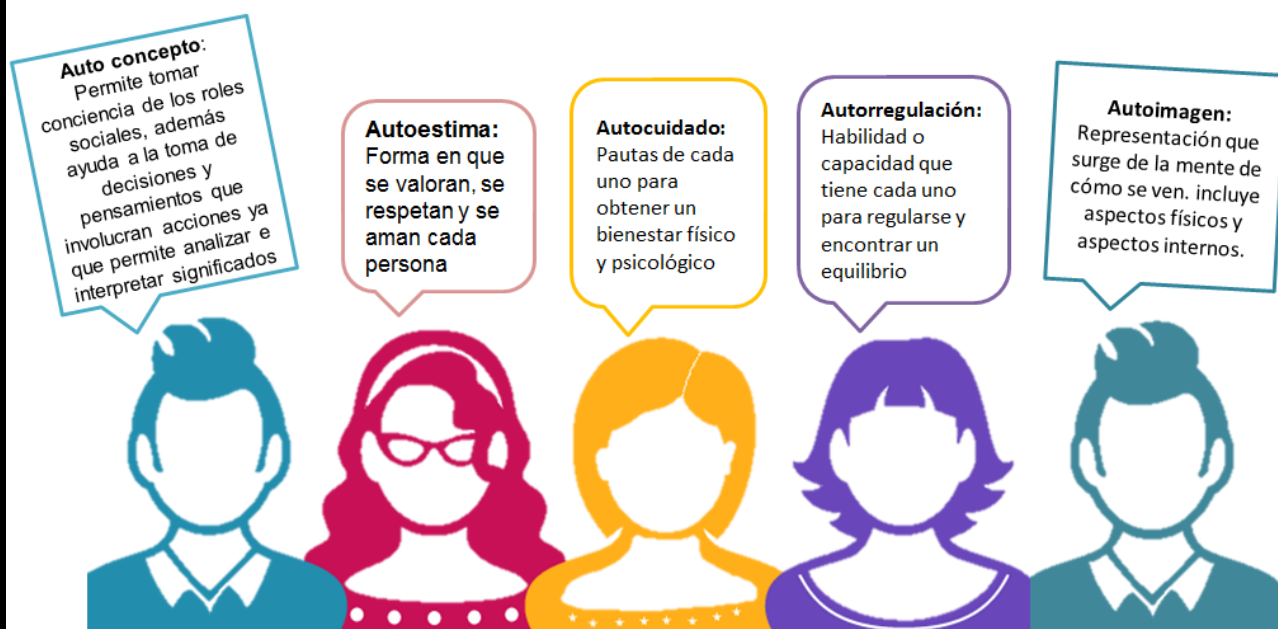 Auto concepto:
Permite tomar
conciencia de los roles
sociales, además
ayuda a la toma de
decisiones y
pensamientos que
involucran acciones ya
que permite analizar e
interpretar significados
Autoestima:
Forma en que
se valoran, se
respetan y se
aman cada
persona
Autocuidado:
Pautas de cada
uno para
obtener un
bienestar físico
y psicológico
Autorregulación:
Habilidad o
capacidad que
tiene cada uno
para regularse y
encontrar un
equilibrio
Autoimagen:
Representación que
surge de la mente de
cómo se ven. incluye
aspectos físicos y
aspectos internos.